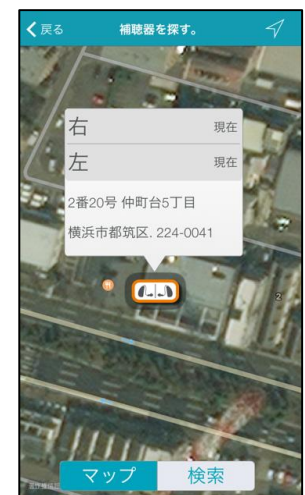 戻る 補聴器を探す。
右 現在
左 現在
2番20号 仲町台5丁目
横浜市都筑区. 224-0041
2
マップ 検索